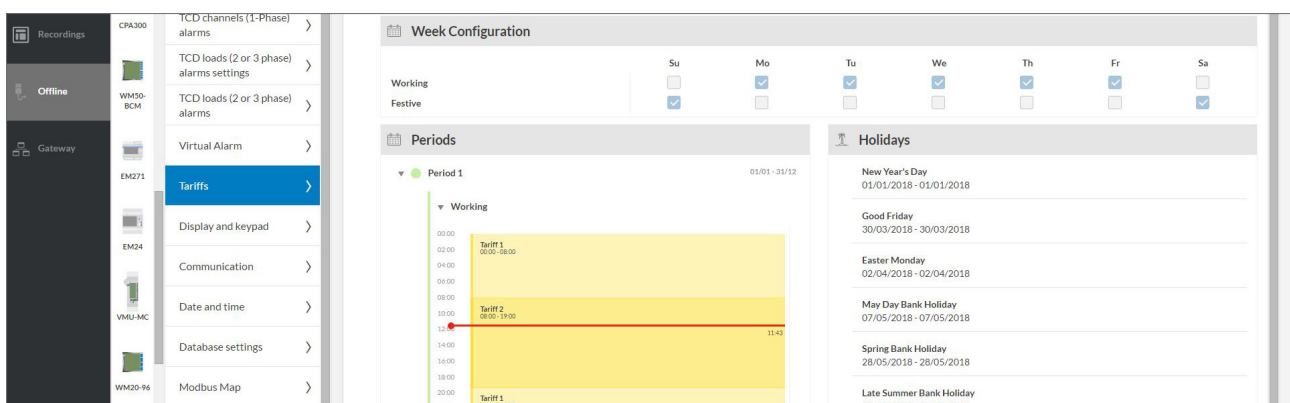 Recordings
Offline
Gateway
CPA300
WM50-
BCM
EM271
EM24
VMU-MC
WM20-96
TCD channels (1-Phase)
alarms
TCD loads (2 or 3 phase)
alarms settings
TCD loads (2 or 3 phase)
alarms
Virtual Alarm
Tariffs
Display and keypad
Communication
Date and time
Database settings
Modbus Map
Week Configuration
Su Mo Tu We Th Fr Sa
Working
Festive
Periods
Period 1 01/01 - 31/12
Working
00:00
02:00
04:00
06:00
08:00
10:00
14:00
16:00
18:00
20:00
Tariff 1
00:00 - 08:00
Tariff 2
08:00 - 19:00
11:43
Tariff 1
Holidays
New Year's Day
01/01/2018 - 01/01/2018
Good Friday
30/03/2018 - 30/03/2018
Easter Monday
02/04/2018 - 02/04/2018
May Day Bank Holiday
07/05/2018 - 07/05/2018
Spring Bank Holiday
28/05/2018 - 28/05/2018
Late Summer Bank Holiday